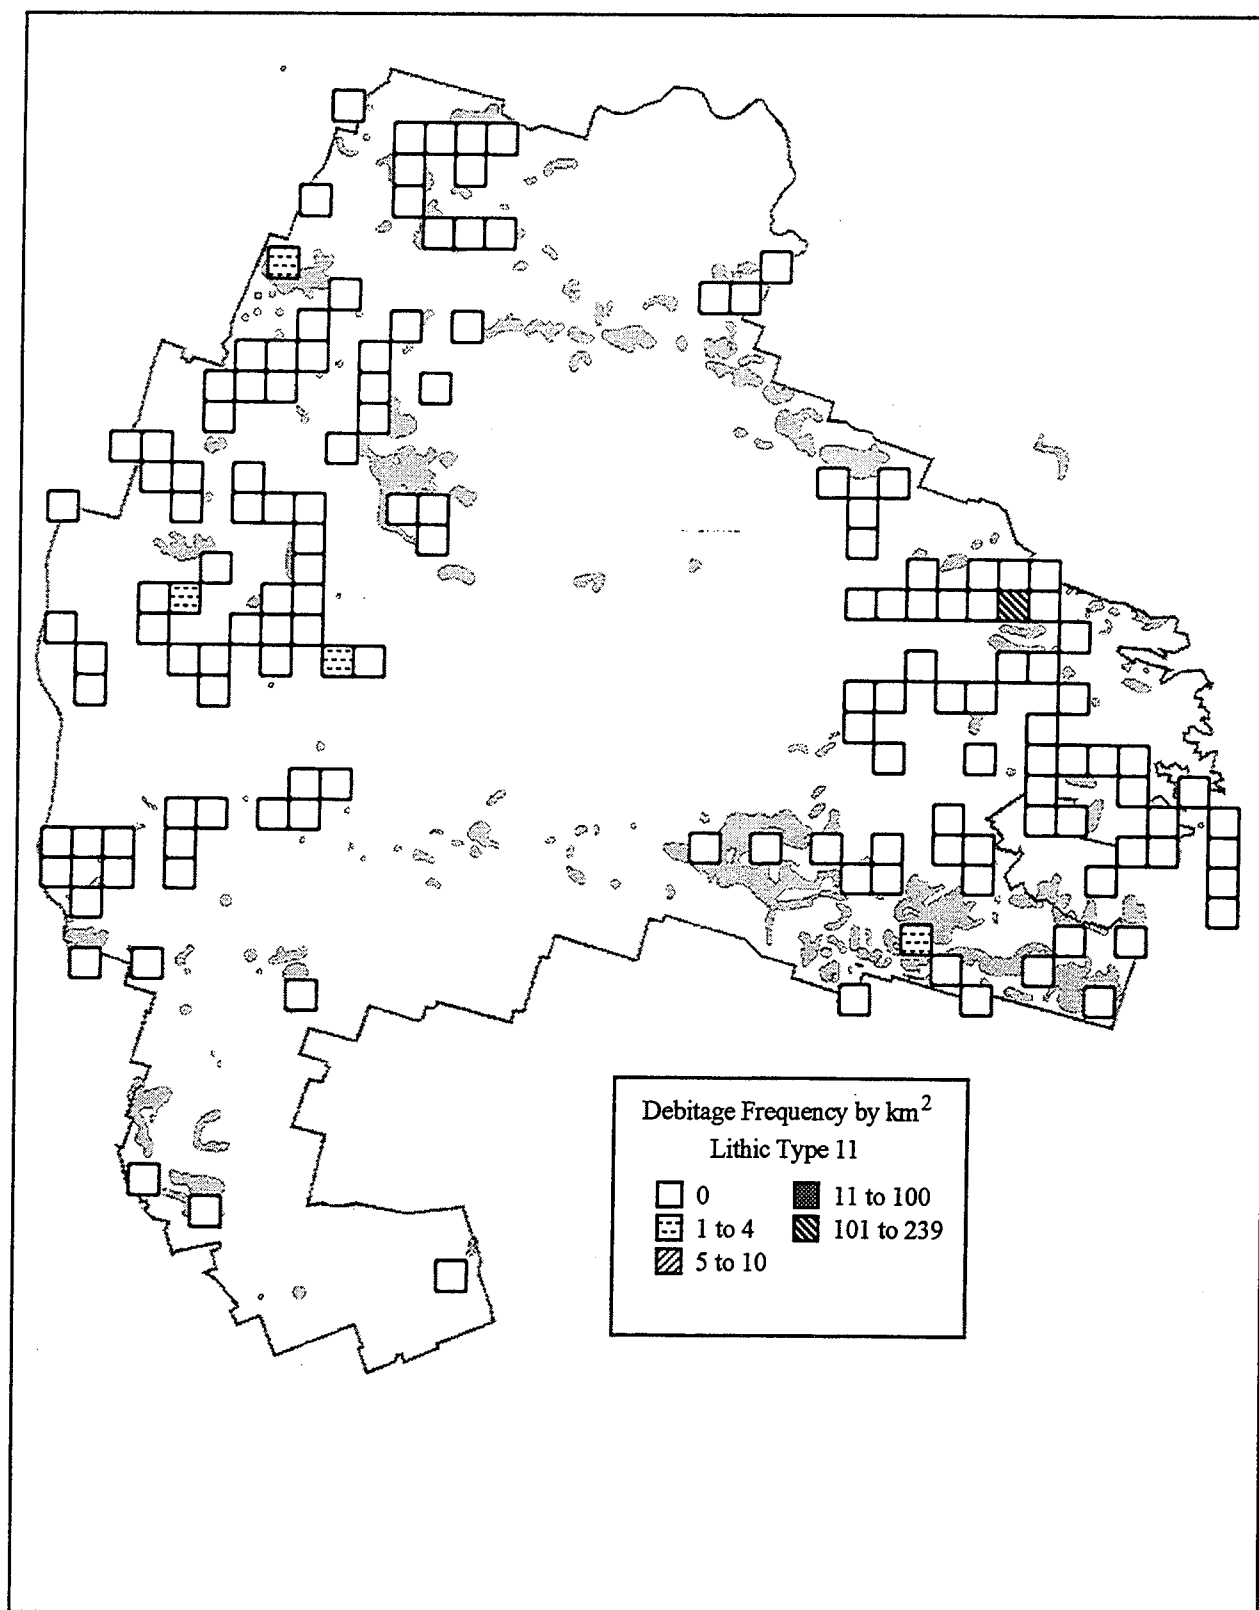 Debitage Frequency by km²
Lithic Type 11
0
1 to 4
5 to 10
11 to 100
101 to 239